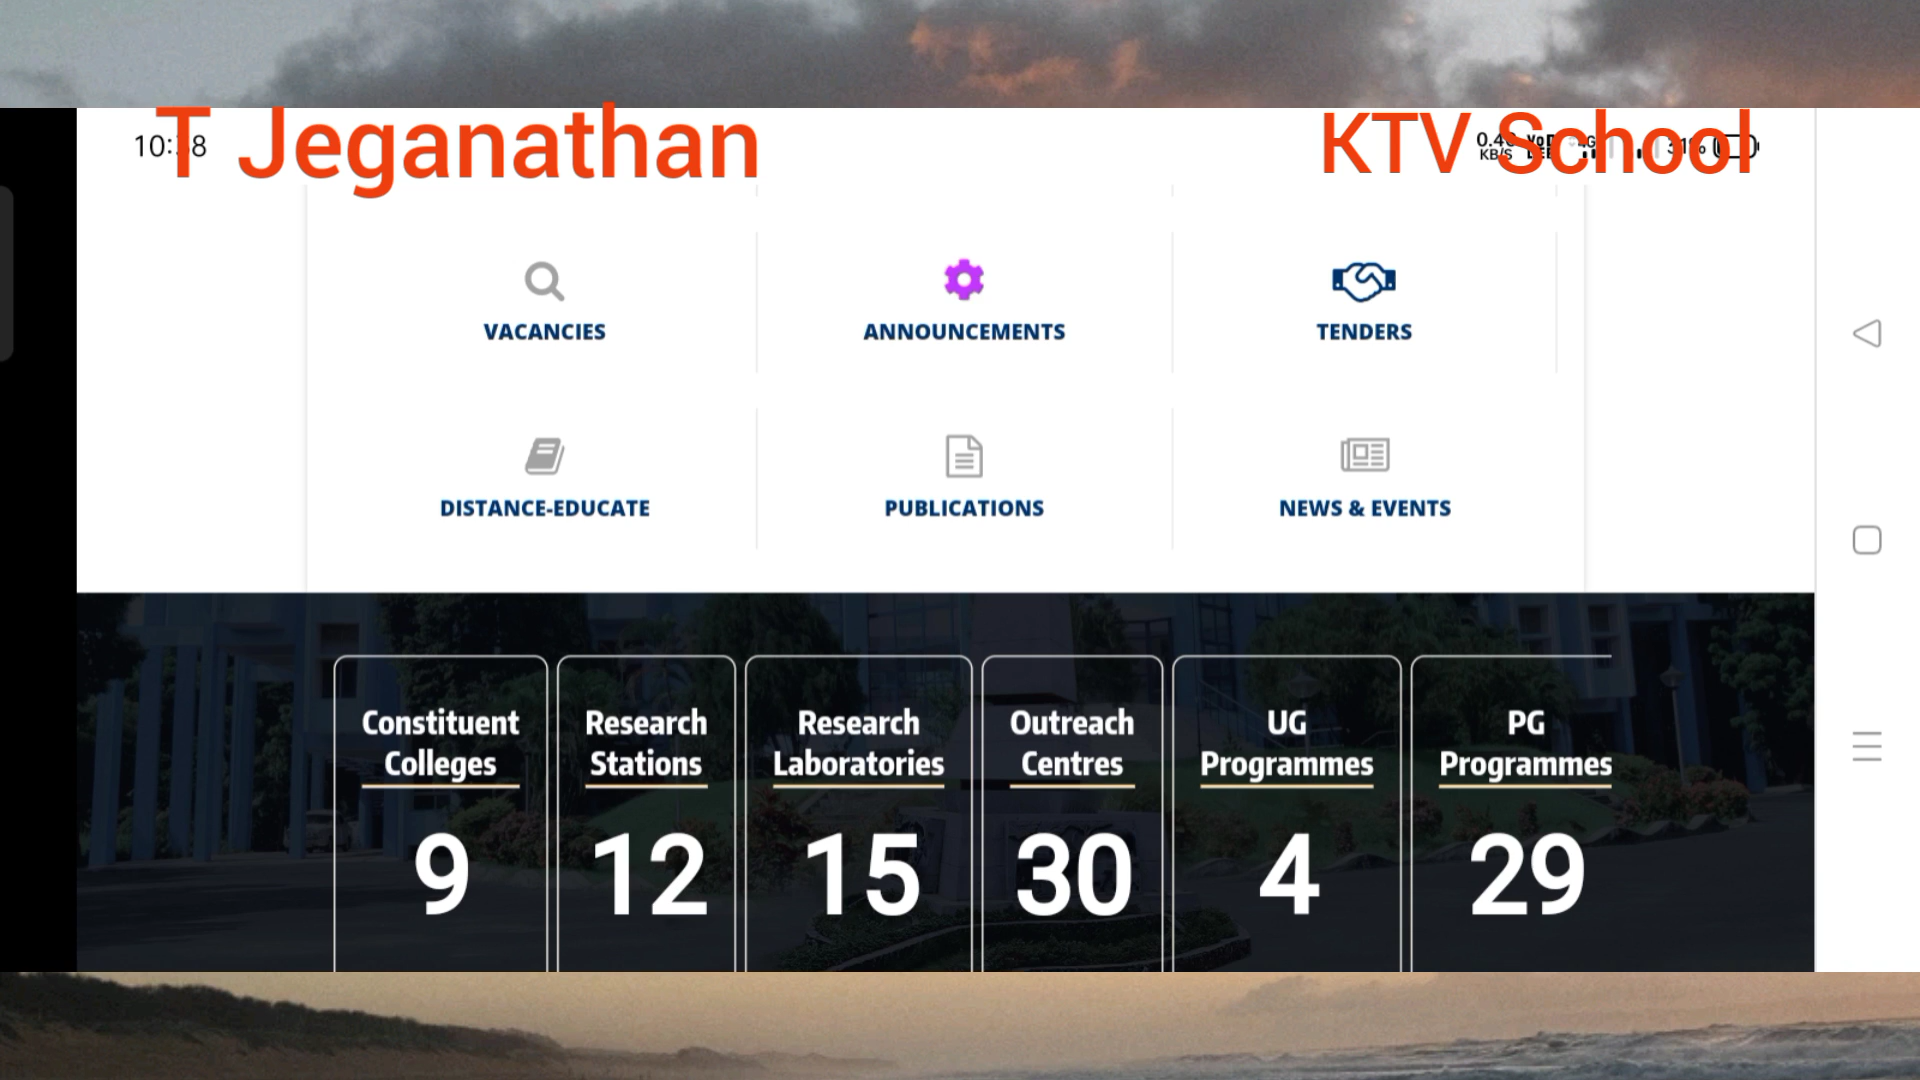 T Jeganathan
KTV School
VACANCIES
ANNOUNCEMENTS
TENDERS
DISTANCE-EDUCATE
PUBLICATIONS
NEWS & EVENTS
Constituent
Colleges
9
Research
Stations
12
Research
Laboratories
15
Outreach
Centres
30
UG
Programmes
4
PG
Programmes
29